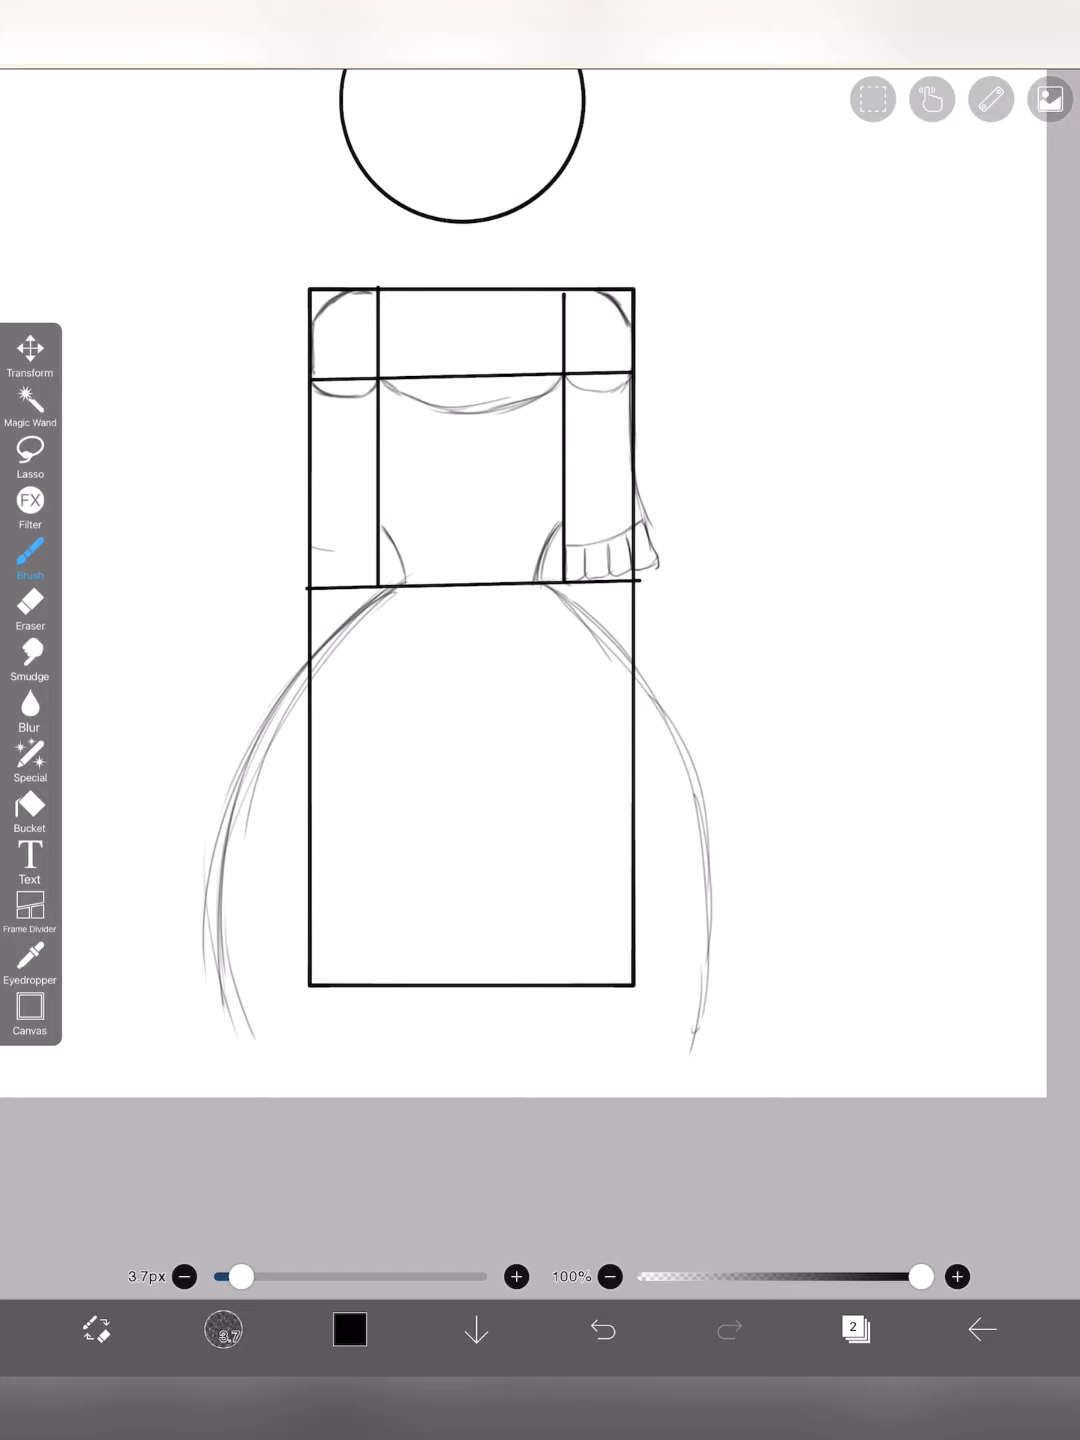 Transform
Magic Wand
Lasso
FX
Filter
Brush
Eraser
Smudge
Blur
Special
Bucket
T
Text
Frame Divider
Eyedropper
Canvas
3.7px
100%
3.7
2